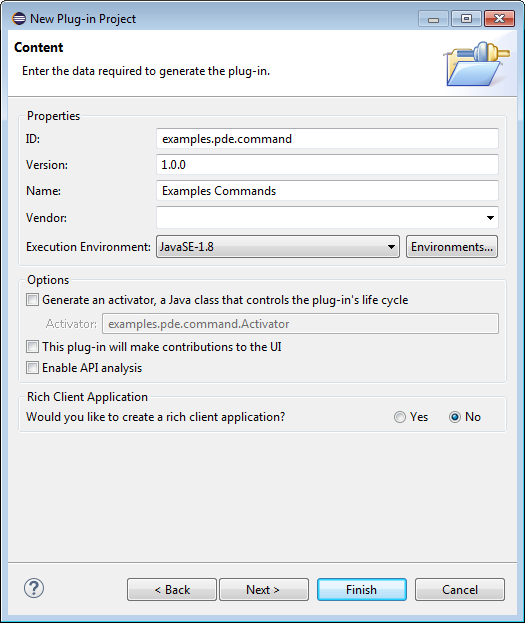 New Plug-in Project
Content
Enter the data required to generate the plug-in.
Properties
ID: examples.pde.command
Version: 1.0.0
Name: Examples Commands
Vendor:
Execution Environment: JavaSE-1.8 Environments...
Options
Generate an activator, a Java class that controls the plug-in's life cycle
Activator: examples.pde.command.Activator
This plug-in will make contributions to the UI
Enable API analysis
Rich Client Application
Would you like to create a rich client application? Yes No
? < Back Next > Finish Cancel